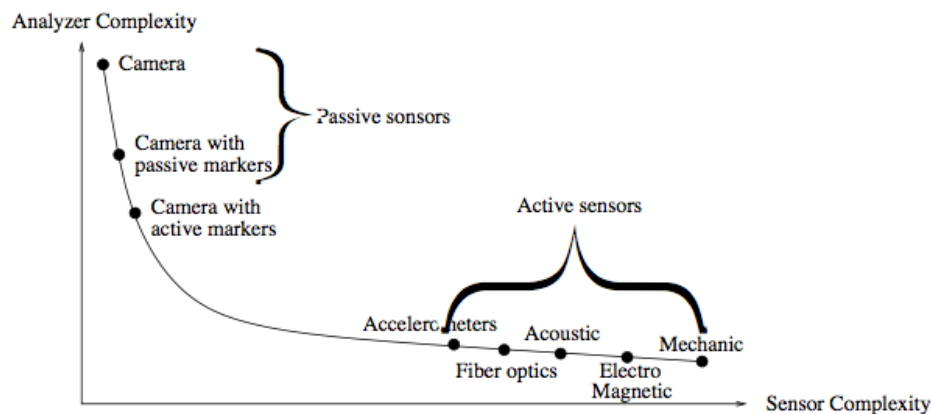 Analyzer Complexity
Camera
Passive sonsors
Camera with
passive markers
Camera with
active markers
Active sensors
Accelerometers
Acoustic
Mechanic
Fiber optics
Electro
Magnetic
Sensor Complexity